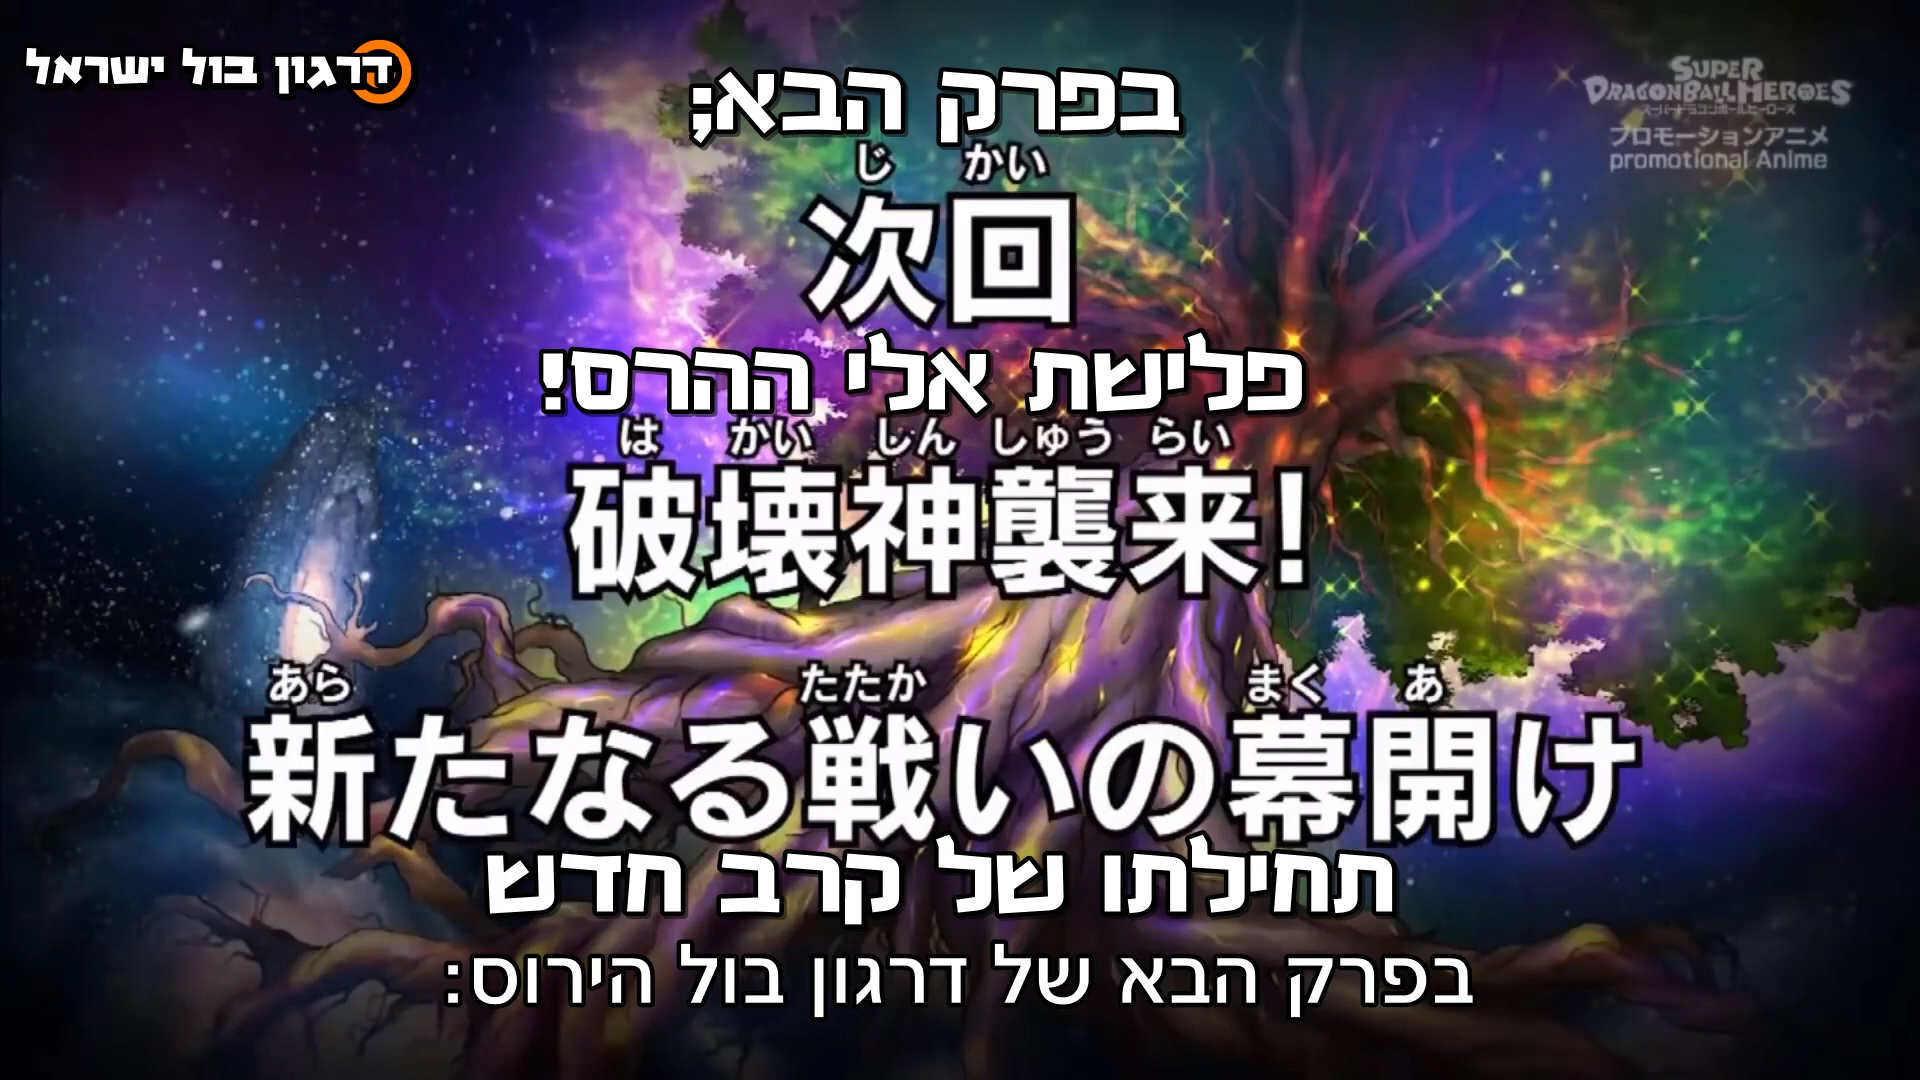 דרגון בול ישראל
SUPER
DRAGONBALL HEROES
スーパードラゴンボールヒーローズ
プロモーションアニメ
promotional Anime
בפרק הבא;
じ かい
次回
פלישת אלי ההרס!
は かい しん しゅう らい
破壊神襲来!
あら たたか まく あ
新たなる戦いの幕開け
תחילתו של קרב חדש
בפרק הבא של דרגון בול הירוס: